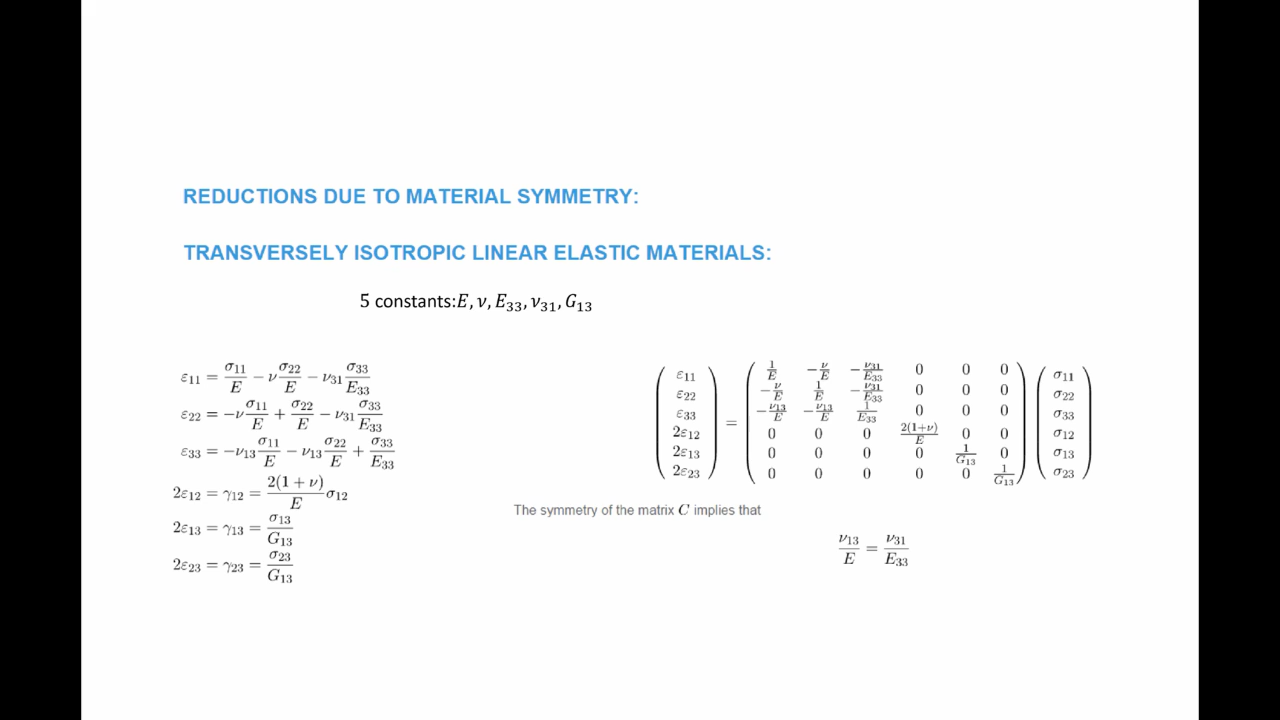 REDUCTIONS DUE TO MATERIAL SYMMETRY:
TRANSVERSELY ISOTROPIC LINEAR ELASTIC MATERIALS:
5 constants:E, ν, E₃₃, ν₃₁, G₁₃
ε₁₁ = σ₁₁/E − ν σ₂₂/E − ν₃₁ σ₃₃/E₃₃
ε₂₂ = −ν σ₁₁/E + σ₂₂/E − ν₃₁ σ₃₃/E₃₃
ε₃₃ = −ν₁₃ σ₁₁/E − ν₁₃ σ₂₂/E + σ₃₃/E₃₃
2ε₁₂ = γ₁₂ = 2(1 + ν)/E σ₁₂
2ε₁₃ = γ₁₃ = σ₁₃/G₁₃
2ε₂₃ = γ₂₃ = σ₂₃/G₁₃
( ε₁₁ ) ( 1/E −ν/E −ν₃₁/E₃₃ 0 0 0 ) ( σ₁₁ )
( ε₂₂ ) ( −ν/E 1/E −ν₃₁/E₃₃ 0 0 0 ) ( σ₂₂ )
( ε₃₃ ) = ( −ν₁₃/E −ν₁₃/E 1/E₃₃ 0 0 0 ) ( σ₃₃ )
( 2ε₁₂ ) ( 0 0 0 2(1+ν)/E 0 0 ) ( σ₁₂ )
( 2ε₁₃ ) ( 0 0 0 0 1/G₁₃ 0 ) ( σ₁₃ )
( 2ε₂₃ ) ( 0 0 0 0 0 1/G₁₃ ) ( σ₂₃ )
The symmetry of the matrix C implies that
ν₁₃/E = ν₃₁/E₃₃